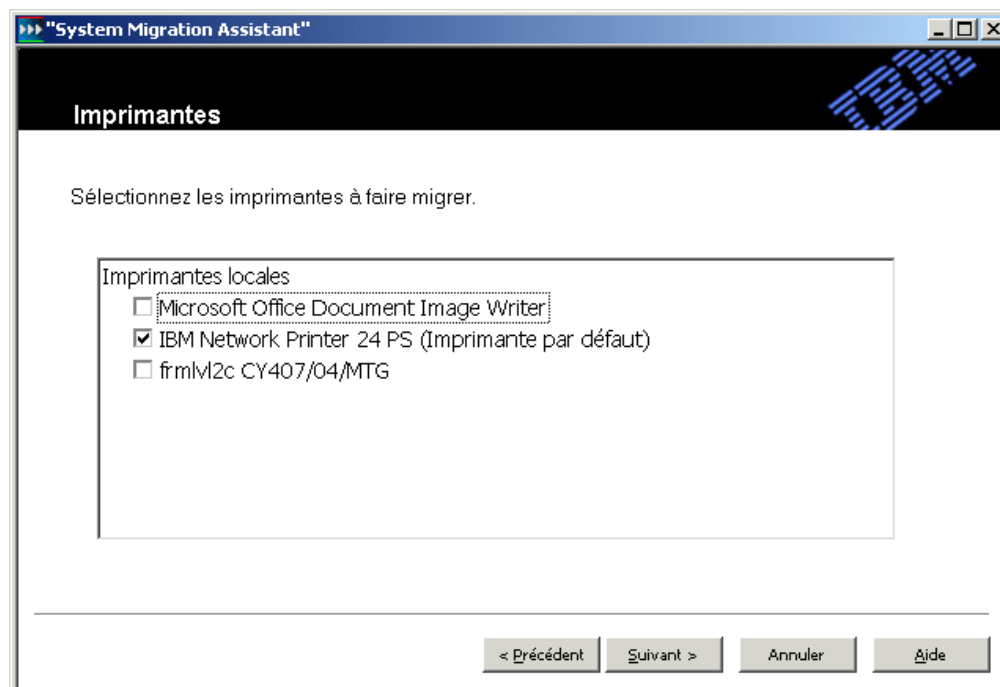 "System Migration Assistant"
IBM
Imprimantes
Sélectionnez les imprimantes à faire migrer.
Imprimantes locales
Microsoft Office Document Image Writer
IBM Network Printer 24 PS (Imprimante par défaut)
frmlvl2c CY407/04/MTG
< Précédent
Suivant >
Annuler
Aide